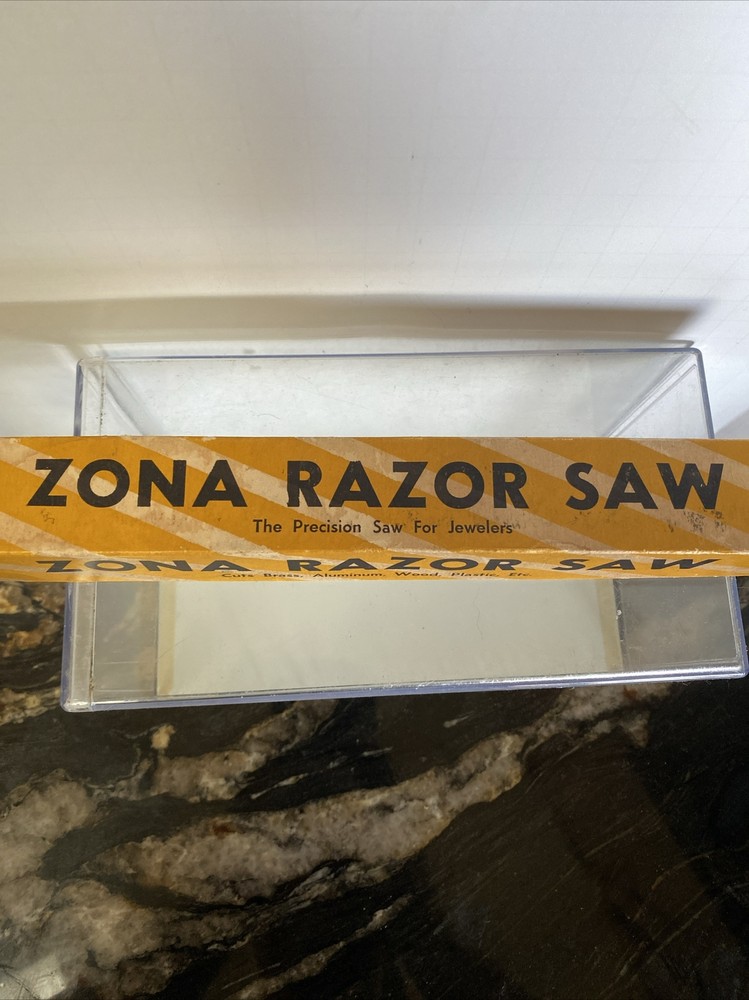 ZONA RAZOR SAW
The Precision Saw For Jewelers
ZONA RAZOR SAW
Cuts Brass, Aluminum, Wood, Plastic, Etc.